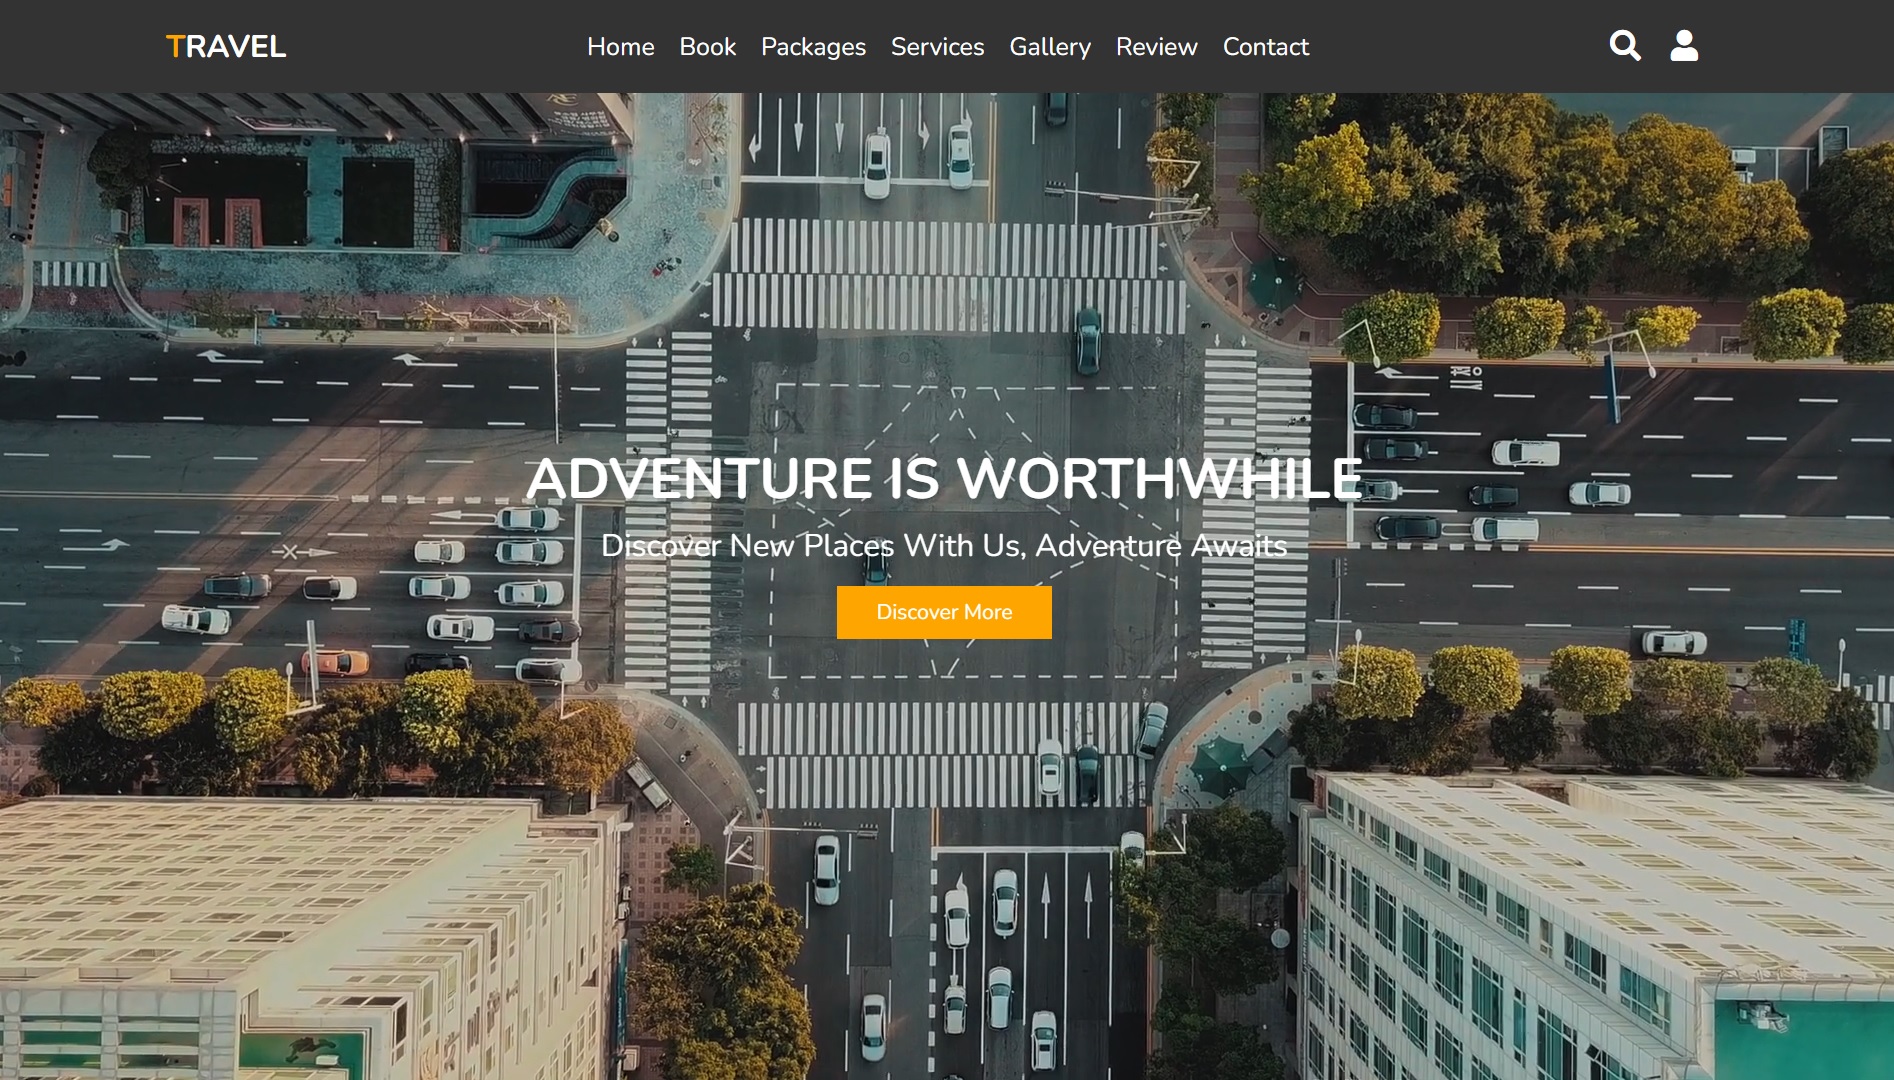 TRAVEL
Home Book Packages Services Gallery Review Contact
ADVENTURE IS WORTHWHILE
Discover New Places With Us, Adventure Awaits
Discover More